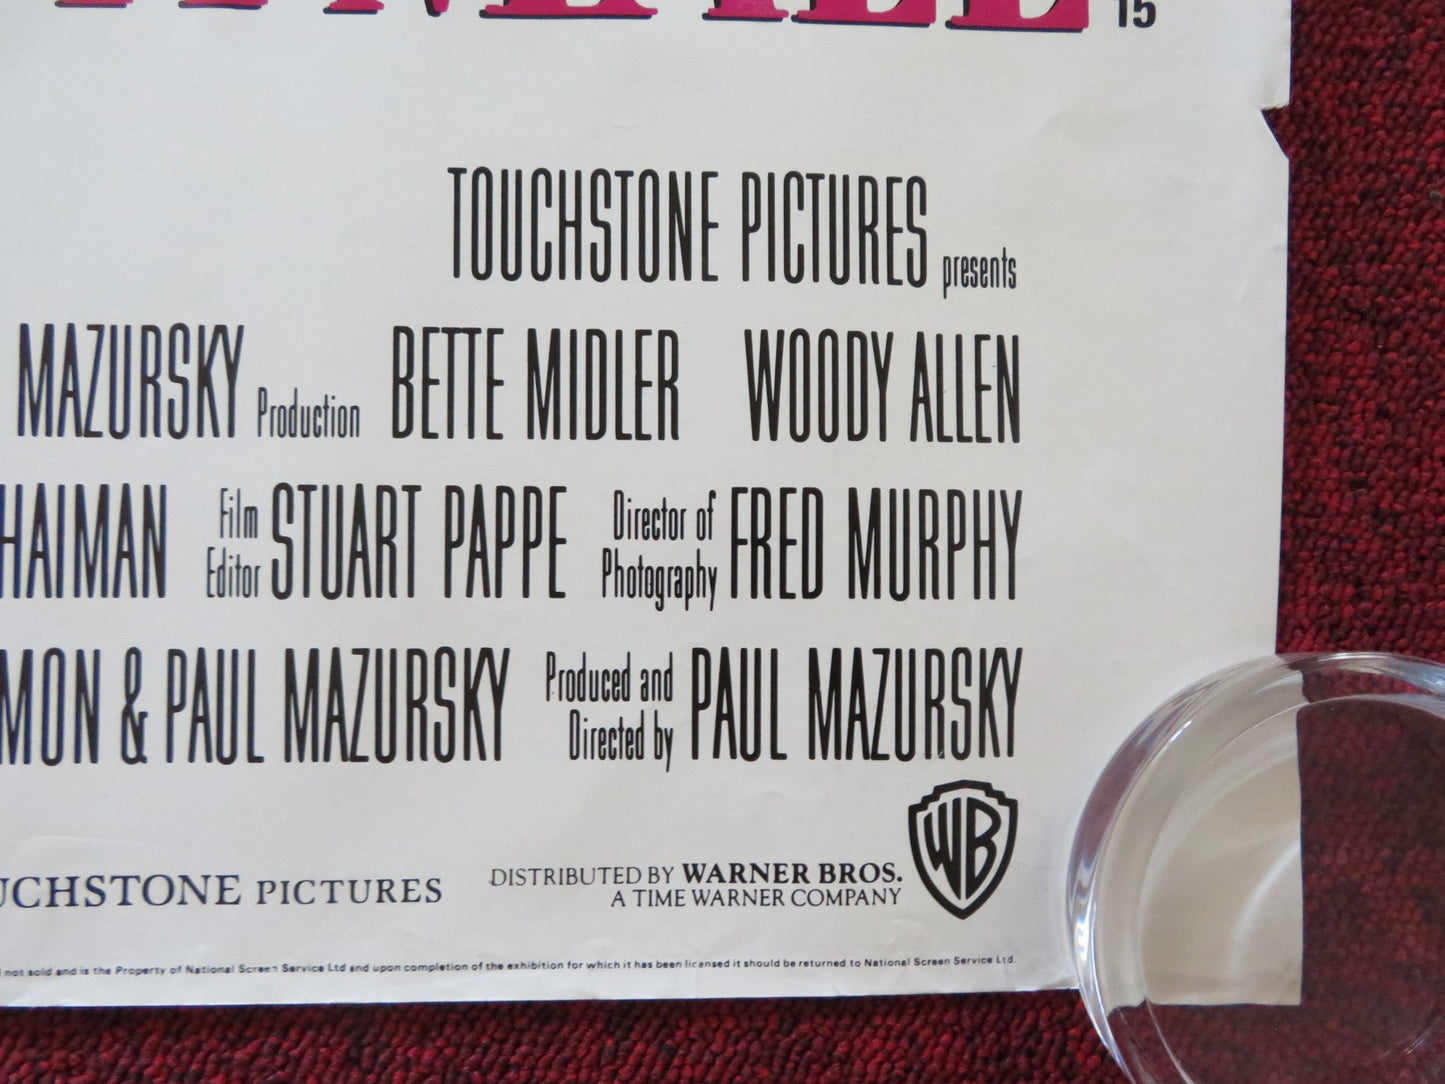 15
TOUCHSTONE PICTURES presents
MAZURSKY Production BETTE MIDLER WOODY ALLEN
HAIMAN Film Editor STUART PAPPE Director of Photography FRED MURPHY
MON & PAUL MAZURSKY Produced and Directed by PAUL MAZURSKY
UCHSTONE PICTURES
DISTRIBUTED BY WARNER BROS.
A TIME WARNER COMPANY
WB
not sold and is the Property of National Screen Service Ltd and upon completion of the exhibition for which it has been licensed it should be returned to National Screen Service Ltd.